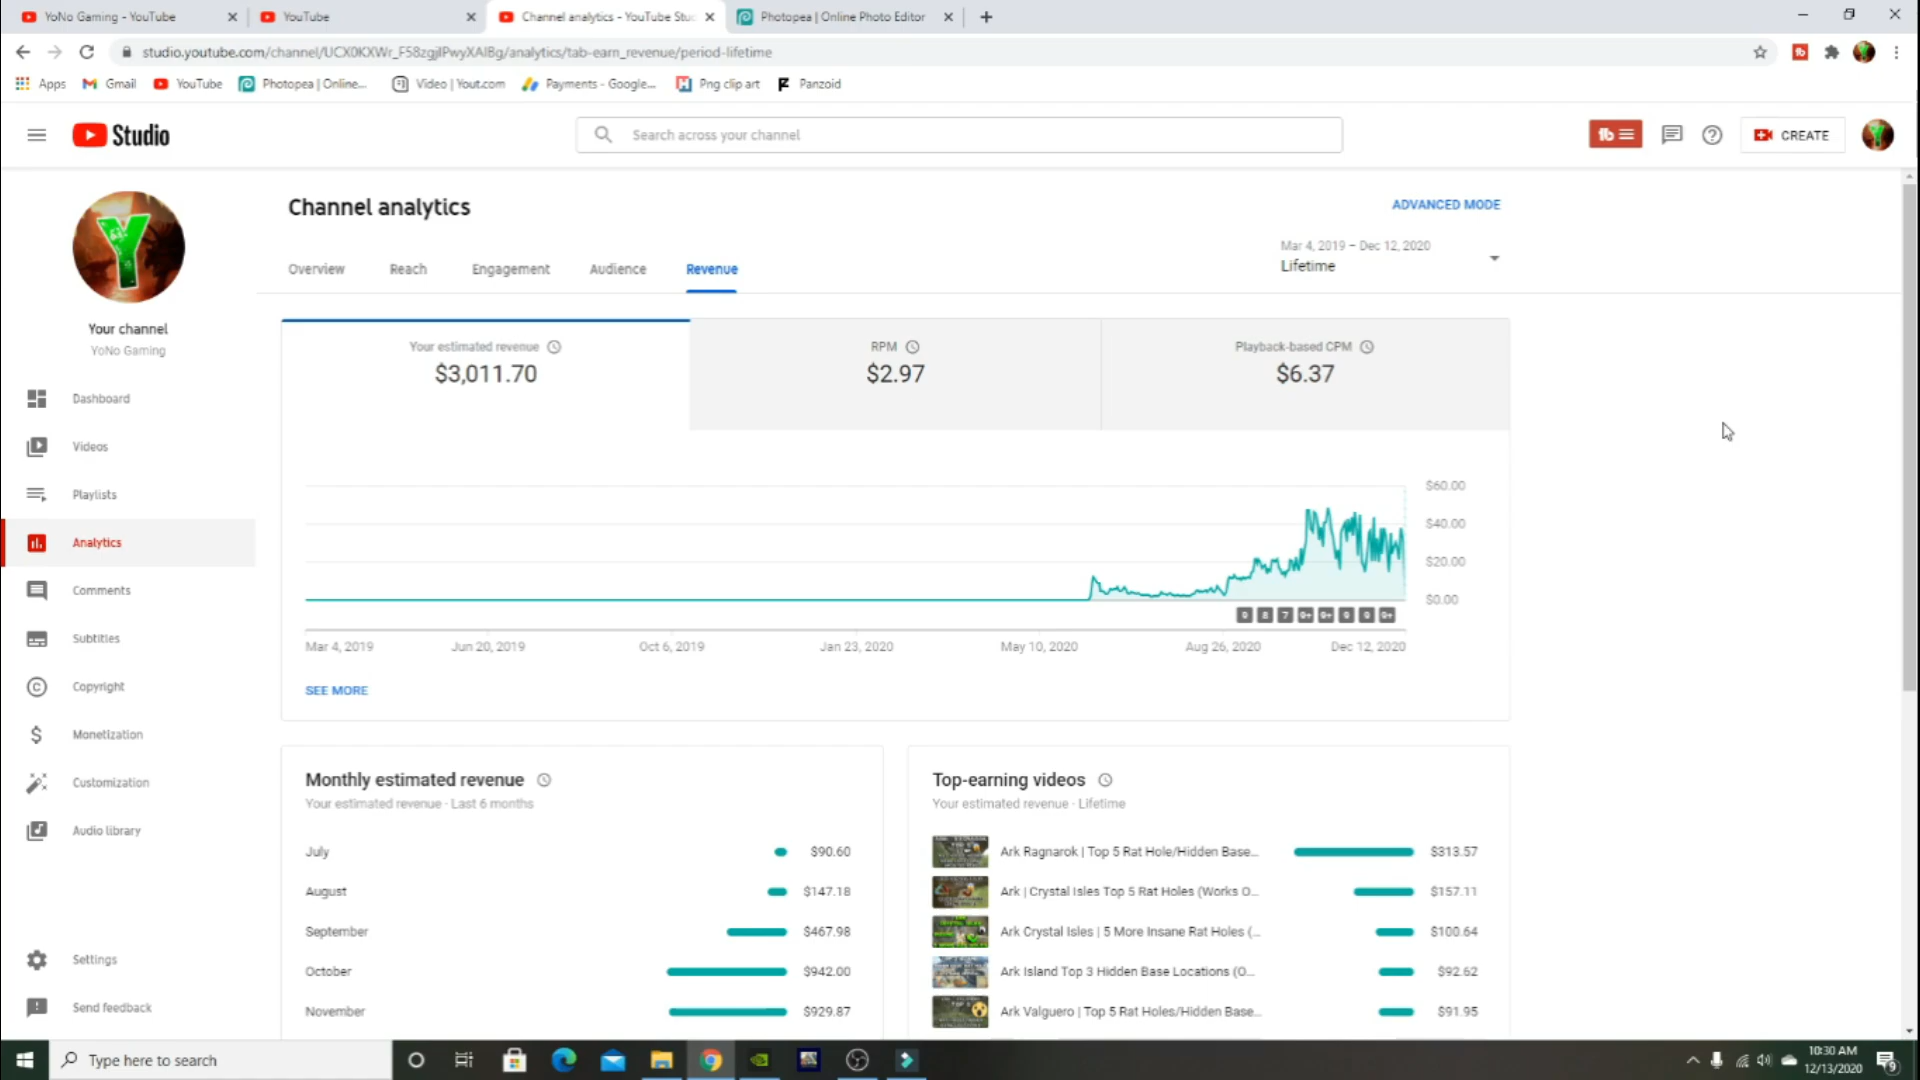 YoNo Gaming - YouTube
YouTube
Channel analytics - YouTube Stu
Photopea | Online Photo Editor
studio.youtube.com/channel/UCX0KXWr_F58zgjlPwyXAIBg/analytics/tab-earn_revenue/period-lifetime
Apps
Gmail
YouTube
Photopea | Online...
Video | Yout.com
Payments - Google...
Png clip art
Panzoid
Studio
Search across your channel
CREATE
Channel analytics
ADVANCED MODE
Mar 4, 2019 – Dec 12, 2020
Lifetime
Overview
Reach
Engagement
Audience
Revenue
Your channel
YoNo Gaming
Dashboard
Videos
Playlists
Analytics
Comments
Subtitles
Copyright
Monetization
Customization
Audio library
Settings
Send feedback
Your estimated revenue
$3,011.70
RPM
$2.97
Playback-based CPM
$6.37
$60.00
$40.00
$20.00
$0.00
9 8 7 9+ 9+ 9 9 9+
Mar 4, 2019
Jun 20, 2019
Oct 6, 2019
Jan 23, 2020
May 10, 2020
Aug 26, 2020
Dec 12, 2020
SEE MORE
Monthly estimated revenue
Your estimated revenue · Last 6 months
July $90.60
August $147.18
September $467.98
October $942.00
November $929.87
Top-earning videos
Your estimated revenue · Lifetime
Ark Ragnarok | Top 5 Rat Hole/Hidden Base... $313.57
Ark | Crystal Isles Top 5 Rat Holes (Works O... $157.11
Ark Crystal Isles | 5 More Insane Rat Holes (... $100.64
Ark Island Top 3 Hidden Base Locations (O... $92.62
Ark Valguero | Top 5 Rat Holes/Hidden Base... $91.95
Type here to search
10:30 AM
12/13/2020